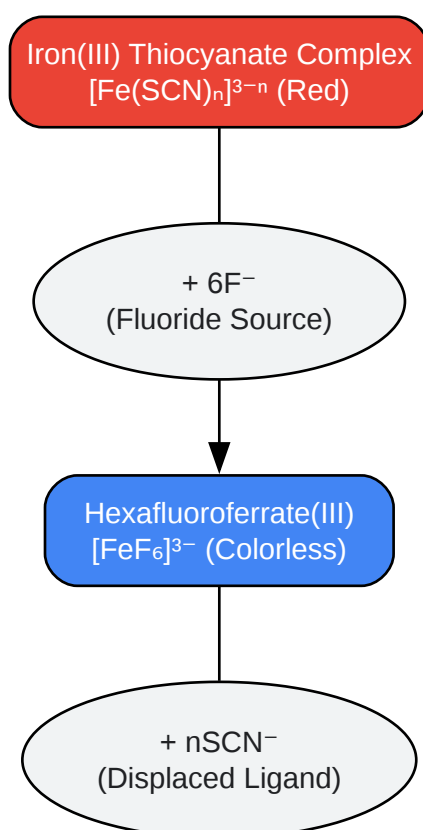 Iron(III) Thiocyanate Complex
[Fe(SCN)ₙ]³⁻ⁿ (Red)
+ 6F⁻
(Fluoride Source)
Hexafluoroferrate(III)
[FeF₆]³⁻ (Colorless)
+ nSCN⁻
(Displaced Ligand)